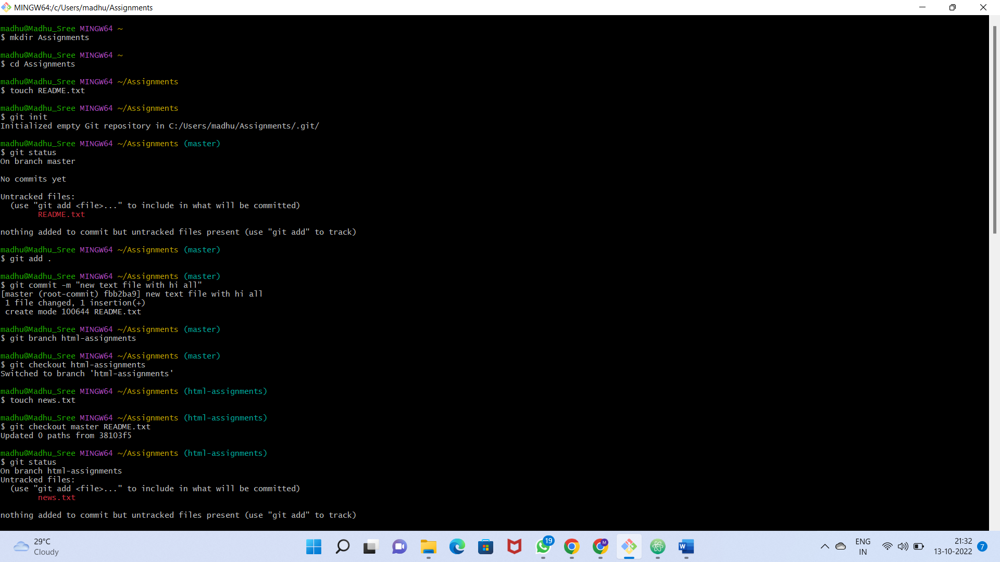 MINGW64:/c/Users/madhu/Assignments
madhu@Madhu_Sree MINGW64 ~
$ mkdir Assignments
madhu@Madhu_Sree MINGW64 ~
$ cd Assignments
madhu@Madhu_Sree MINGW64 ~/Assignments
$ touch README.txt
madhu@Madhu_Sree MINGW64 ~/Assignments
$ git init
Initialized empty Git repository in C:/Users/madhu/Assignments/.git/
madhu@Madhu_Sree MINGW64 ~/Assignments (master)
$ git status
On branch master
No commits yet
Untracked files:
  (use "git add <file>..." to include in what will be committed)
        README.txt
nothing added to commit but untracked files present (use "git add" to track)
madhu@Madhu_Sree MINGW64 ~/Assignments (master)
$ git add .
madhu@Madhu_Sree MINGW64 ~/Assignments (master)
$ git commit -m "new text file with hi all"
[master (root-commit) fbb2ba9] new text file with hi all
 1 file changed, 1 insertion(+)
 create mode 100644 README.txt
madhu@Madhu_Sree MINGW64 ~/Assignments (master)
$ git branch html-assignments
madhu@Madhu_Sree MINGW64 ~/Assignments (master)
$ git checkout html-assignments
Switched to branch 'html-assignments'
madhu@Madhu_Sree MINGW64 ~/Assignments (html-assignments)
$ touch news.txt
madhu@Madhu_Sree MINGW64 ~/Assignments (html-assignments)
$ git checkout master README.txt
Updated 0 paths from 38103f5
madhu@Madhu_Sree MINGW64 ~/Assignments (html-assignments)
$ git status
On branch html-assignments
Untracked files:
  (use "git add <file>..." to include in what will be committed)
        news.txt
nothing added to commit but untracked files present (use "git add" to track)
29°C
Cloudy
19
M
W
ENG
IN
21:32
13-10-2022
7